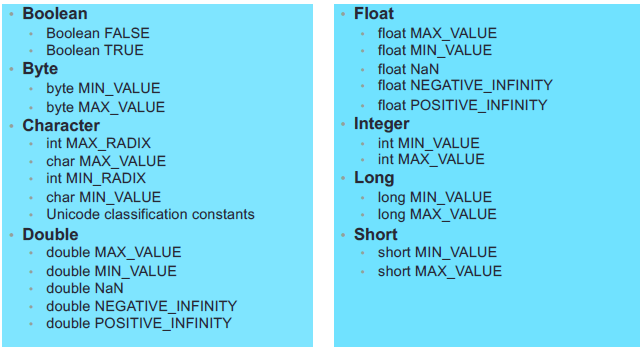 Boolean
Boolean FALSE
Boolean TRUE
Byte
byte MIN_VALUE
byte MAX_VALUE
Character
int MAX_RADIX
char MAX_VALUE
int MIN_RADIX
char MIN_VALUE
Unicode classification constants
Double
double MAX_VALUE
double MIN_VALUE
double NaN
double NEGATIVE_INFINITY
double POSITIVE_INFINITY
Float
float MAX_VALUE
float MIN_VALUE
float NaN
float NEGATIVE_INFINITY
float POSITIVE_INFINITY
Integer
int MIN_VALUE
int MAX_VALUE
Long
long MIN_VALUE
long MAX_VALUE
Short
short MIN_VALUE
short MAX_VALUE